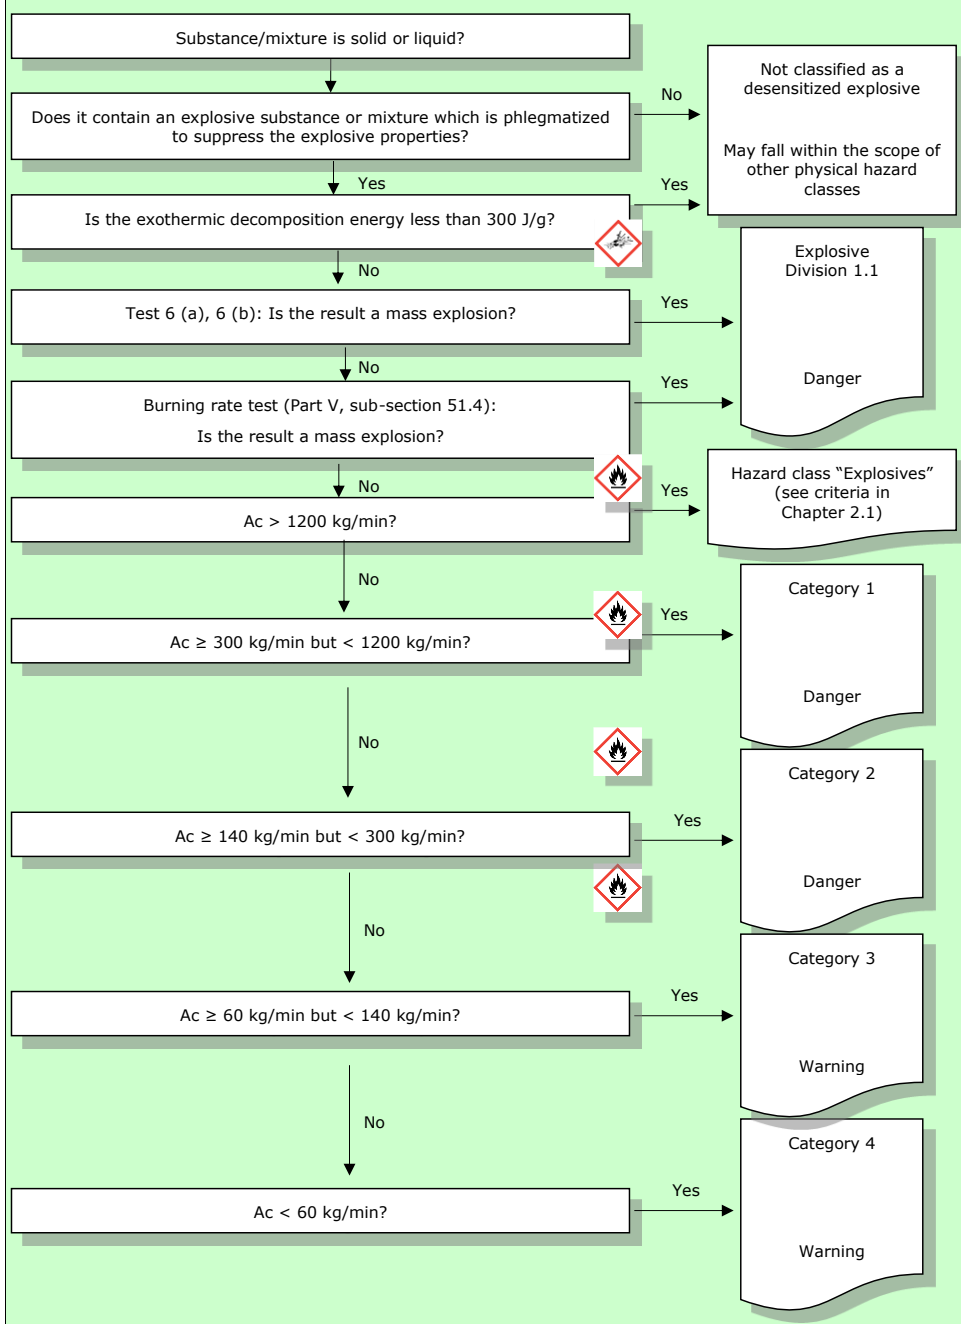 Substance/mixture is solid or liquid?
Does it contain an explosive substance or mixture which is phlegmatized
to suppress the explosive properties?
No
Not classified as a
desensitized explosive
May fall within the scope of
other physical hazard
classes
Yes
Is the exothermic decomposition energy less than 300 J/g?
Yes
No
Test 6 (a), 6 (b): Is the result a mass explosion?
Yes
Explosive
Division 1.1
Danger
No
Burning rate test (Part V, sub-section 51.4):
Is the result a mass explosion?
Yes
No
Ac > 1200 kg/min?
Yes
Hazard class “Explosives”
(see criteria in
Chapter 2.1)
No
Ac ≥ 300 kg/min but < 1200 kg/min?
Yes
Category 1
Danger
No
Ac ≥ 140 kg/min but < 300 kg/min?
Yes
Category 2
Danger
No
Ac ≥ 60 kg/min but < 140 kg/min?
Yes
Category 3
Warning
No
Ac < 60 kg/min?
Yes
Category 4
Warning